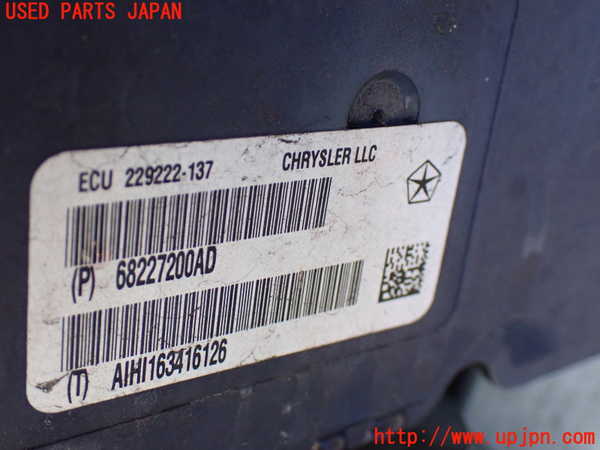 USED PARTS JAPAN
ECU 229222-137 CHRYSLER LLC
(P) 68227200AD
(T) AIHI163416126
http://www.upjpn.com/